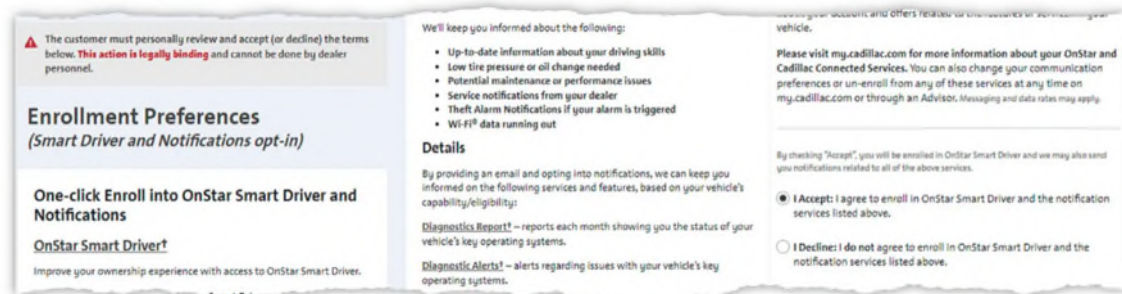 The customer must personally review and accept (or decline) the terms
below. This action is legally binding and cannot be done by dealer
personnel.
Enrollment Preferences
(Smart Driver and Notifications opt-in)
One-click Enroll into OnStar Smart Driver and
Notifications
OnStar Smart Driver†
Improve your ownership experience with access to OnStar Smart Driver.
We'll keep you informed about the following:
• Up-to-date information about your driving skills
• Low tire pressure or oil change needed
• Potential maintenance or performance issues
• Service notifications from your dealer
• Theft Alarm Notifications if your alarm is triggered
• Wi-Fi® data running out
Details
By providing an email and opting into notifications, we can keep you
informed on the following services and features, based on your vehicle's
capability/eligibility:
Diagnostics Report† – reports each month showing you the status of your
vehicle's key operating systems.
Diagnostic Alerts† – alerts regarding issues with your vehicle's key
operating systems.
vehicle.
Please visit my.cadillac.com for more information about your OnStar and
Cadillac Connected Services. You can also change your communication
preferences or un-enroll from any of these services at any time on
my.cadillac.com or through an Advisor. Messaging and data rates may apply.
By checking "Accept", you will be enrolled in OnStar Smart Driver and we may also send
you notifications related to all of the above services.
I Accept: I agree to enroll in OnStar Smart Driver and the notification
services listed above.
I Decline: I do not agree to enroll in OnStar Smart Driver and the
notification services listed above.